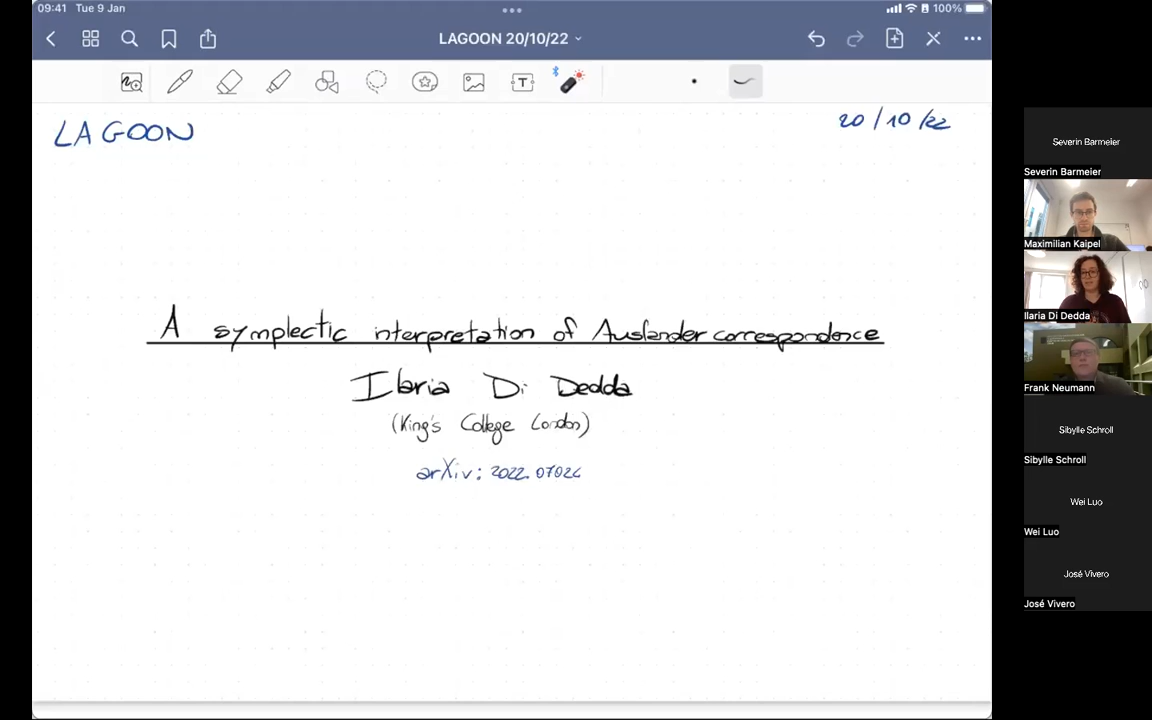 09:41 Tue 9 Jan
100%
LAGOON 20/10/22
LAGOON
20/10/22
A symplectic interpretation of Auslander correspondence
Ilaria Di Dedda
(King's College London)
arXiv: 2022.07026
Severin Barmeier
Severin Barmeier
Maximilian Kaipel
Ilaria Di Dedda
Frank Neumann
Sibylle Schroll
Sibylle Schroll
Wei Luo
Wei Luo
José Vivero
José Vivero